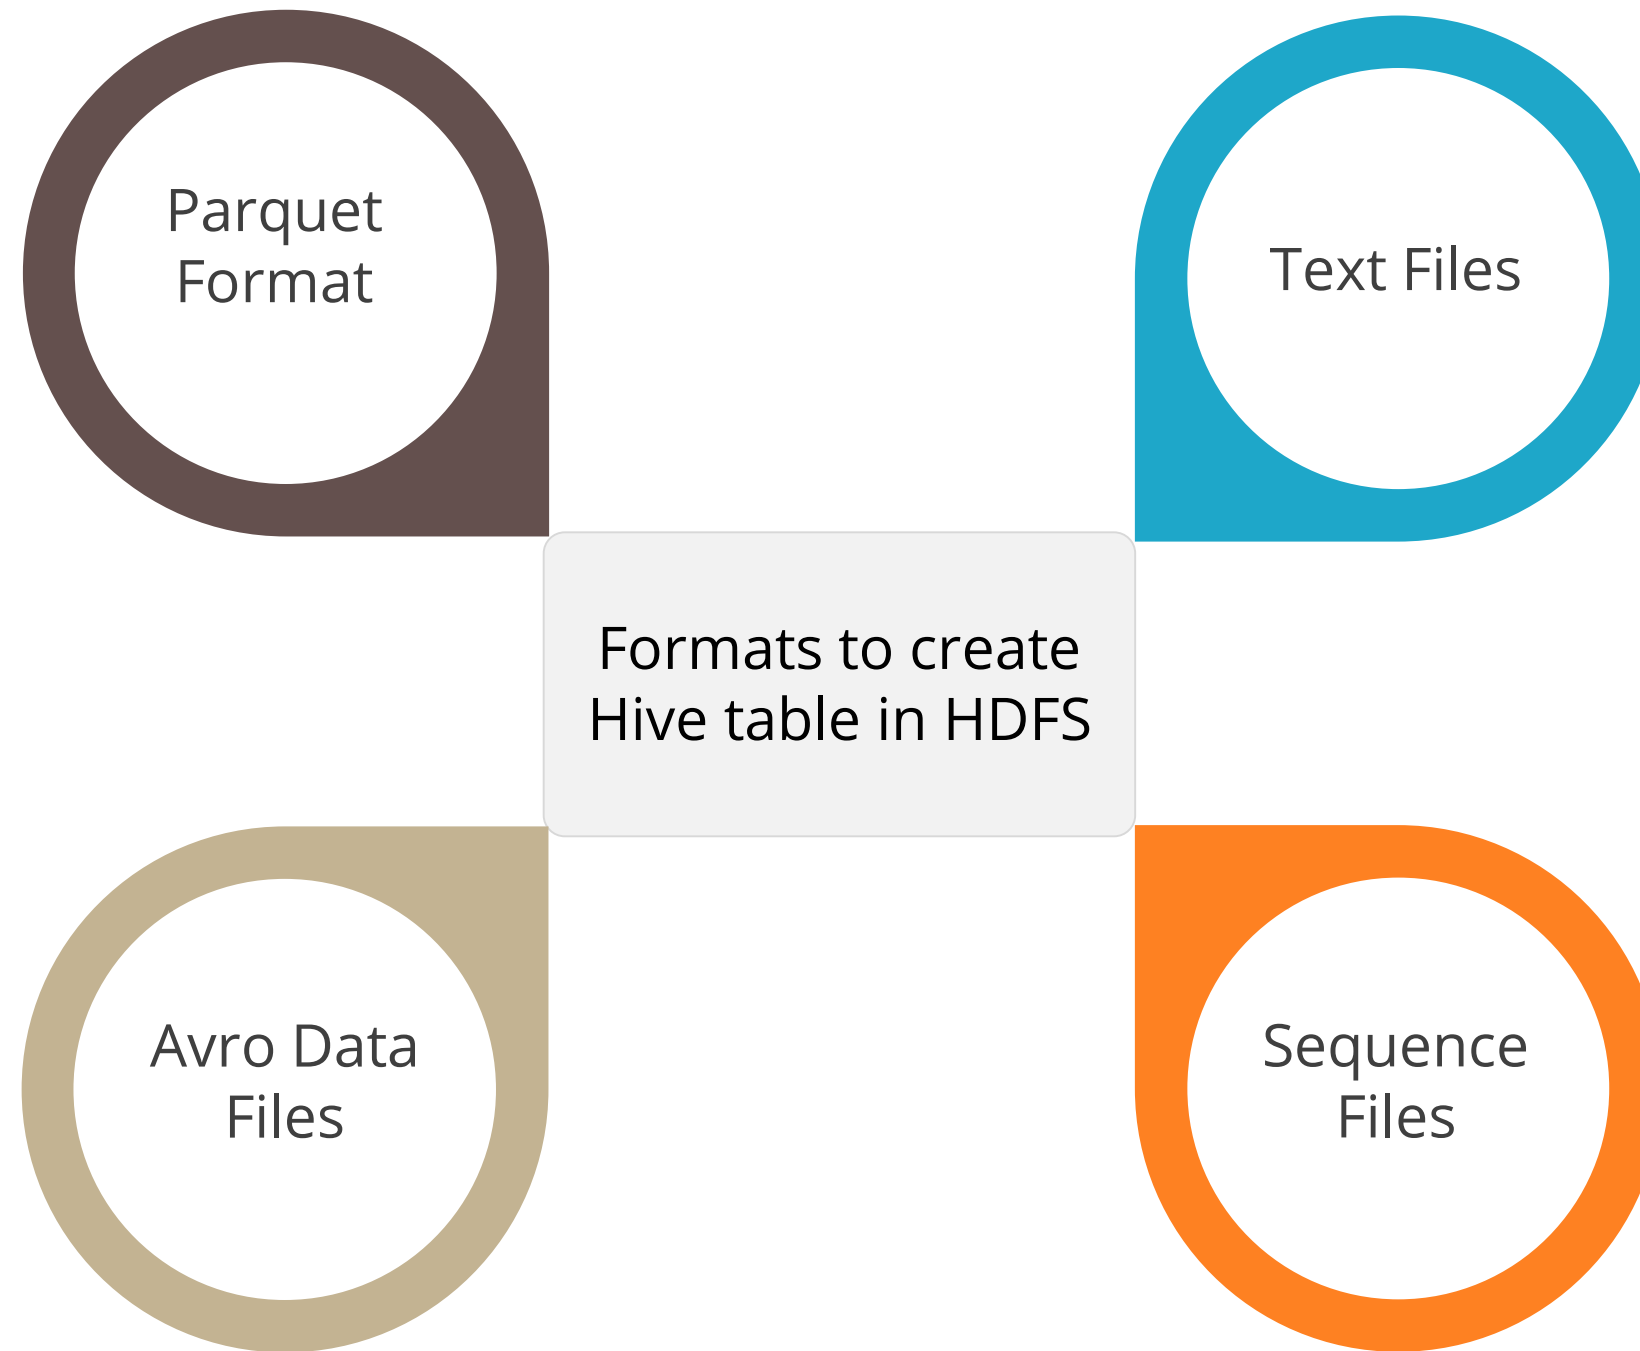 Parquet
Format
Text Files
Formats to create
Hive table in HDFS
Avro Data
Files
Sequence
Files